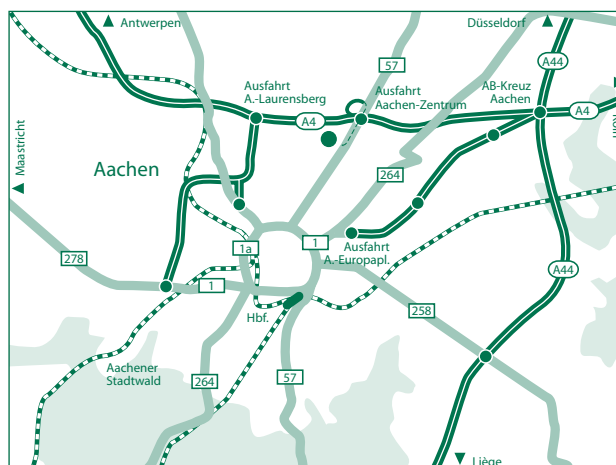 Antwerpen
Düsseldorf
57
A44
Ausfahrt
A.-Laurensberg
Ausfahrt
Aachen-Zentrum
AB-Kreuz
Aachen
A4
A4
Köln
Maastricht
Aachen
264
1a
1
Ausfahrt
A.-Europapl.
278
1
A44
258
Hbf.
Aachener
Stadtwald
264
57
Liège